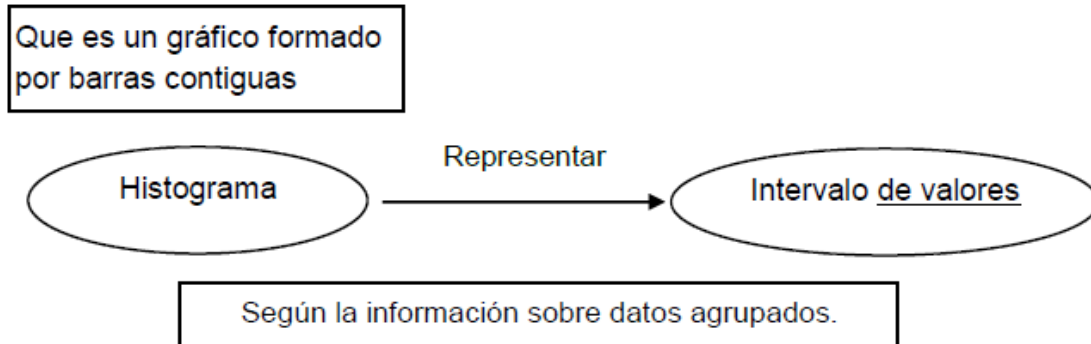 Que es un gráfico formado
por barras contiguas
Representar
Histograma
Intervalo de valores
Según la información sobre datos agrupados.